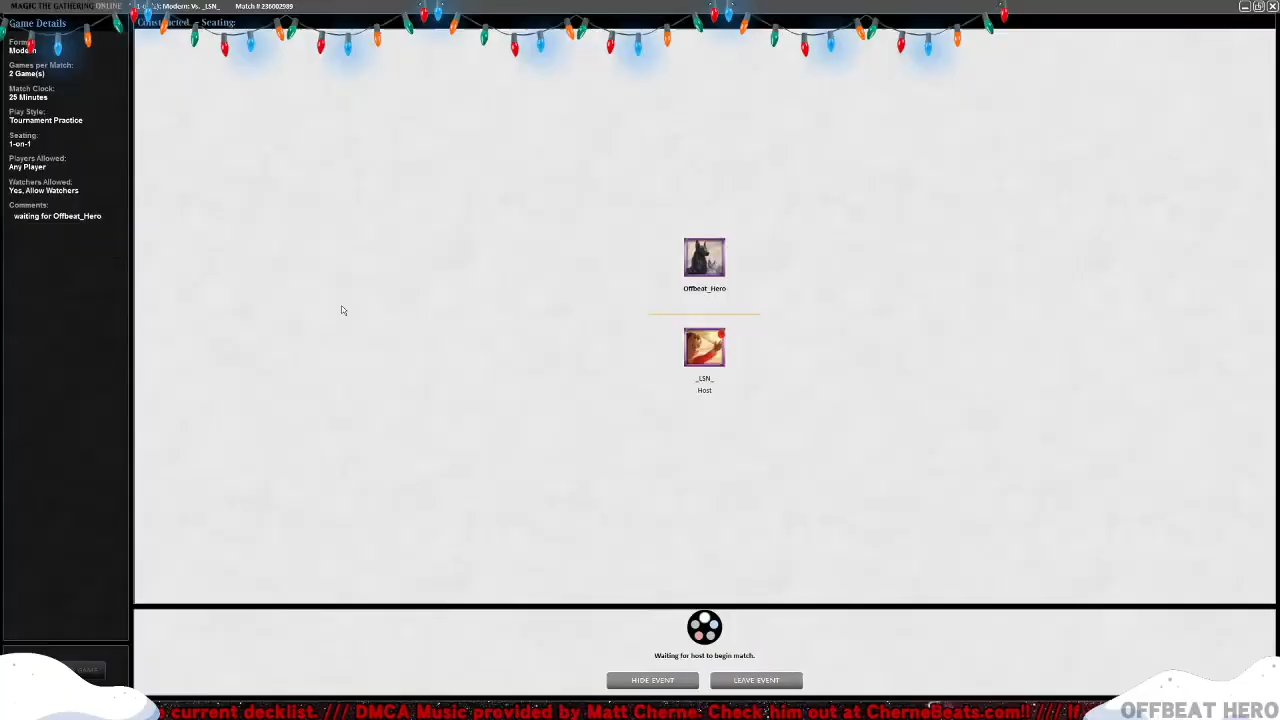 MAGIC THE GATHERING ONLINE
Modern: Vs. _LSN_ Match # 236002989
Game Details
Constructed - Seating:
Modern
Games per Match:
2 Game(s)
Match Clock:
25 Minutes
Play Style:
Tournament Practice
Seating:
1-on-1
Players Allowed:
Any Player
Watchers Allowed:
Yes, Allow Watchers
Comments:
waiting for Offbeat_Hero
Offbeat_Hero
_LSN_
Host
Waiting for host to begin match.
HIDE EVENT
LEAVE EVENT
current decklist. /// DMCA Music provided by Matt Cherne. Check him out at Chernebeats.com!! ///
OFFBEAT HERO